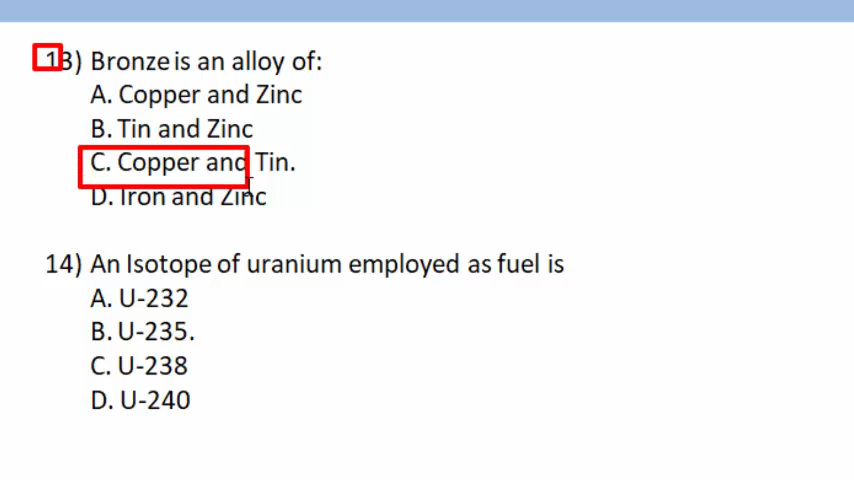 13) Bronze is an alloy of:
A. Copper and Zinc
B. Tin and Zinc
C. Copper and Tin.
D. Iron and Zinc
14) An Isotope of uranium employed as fuel is
A. U-232
B. U-235.
C. U-238
D. U-240